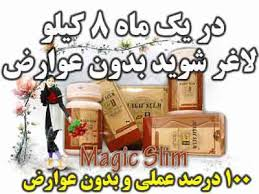 در یک ماه ۸ کیلو
لاغر شوید بدون عوارض
Magic Slim
۱۰۰ درصد عملی و بدون عوارض